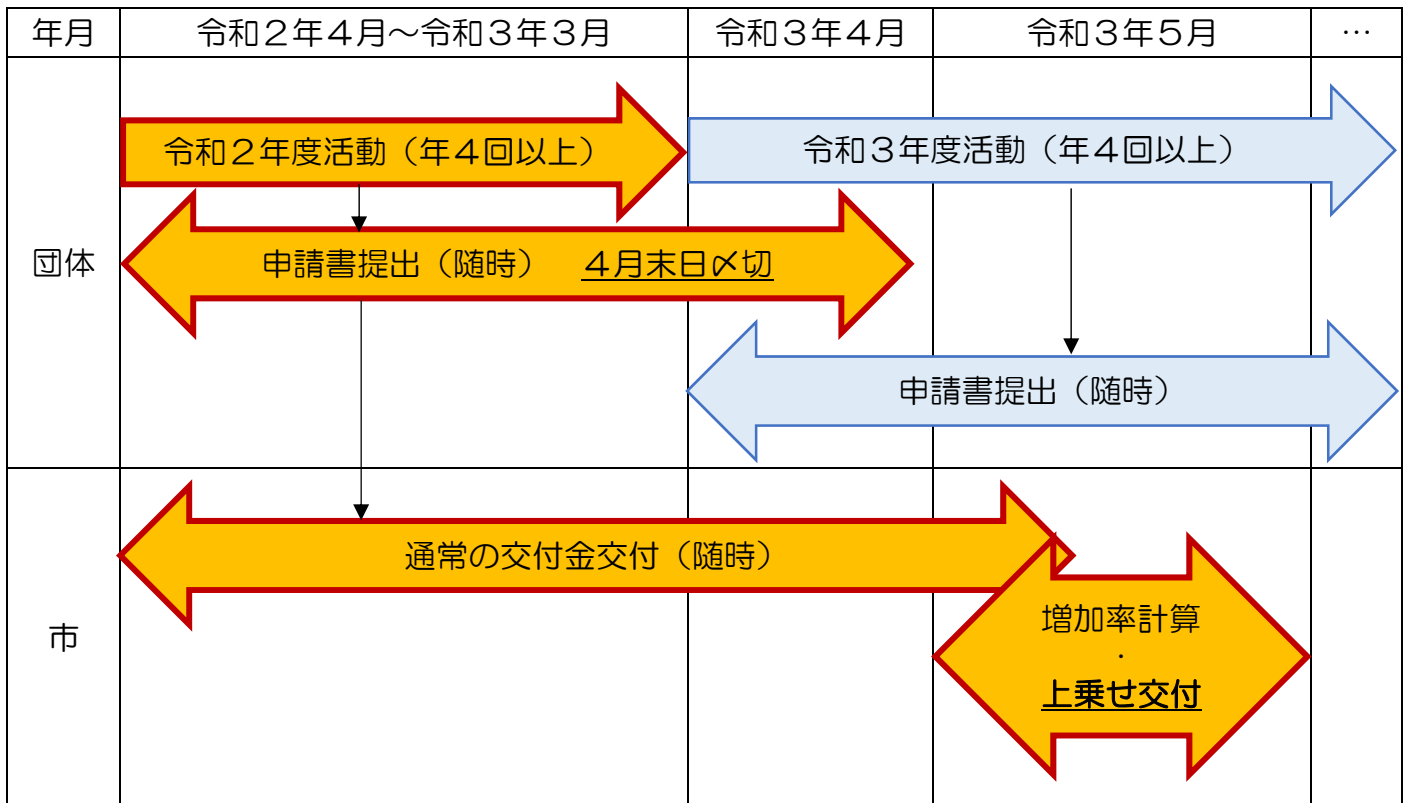 年月 令和２年４月～令和３年３月 令和３年４月 令和３年５月 …
団体
令和２年度活動（年４回以上）
令和３年度活動（年４回以上）
申請書提出（随時） ４月末日〆切
申請書提出（随時）
市
通常の交付金交付（随時）
増加率計算
・
上乗せ交付